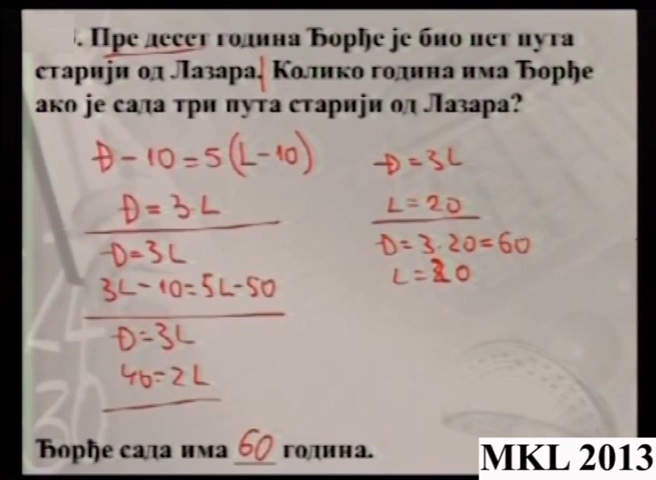 . Пре десет година Ђорђе је био пет пута
старији од Лазара. Колико година има Ђорђе
ако је сада три пута старији од Лазара?
Ђ - 10 = 5(L - 10)
Ђ = 3 · L
Ђ = 3L
3L - 10 = 5L - 50
Ђ = 3L
40 = 2L
Ђ = 3L
L = 20
Ђ = 3 · 20 = 60
L = 20
Ђорђе сада има 60 година.
MKL 2013